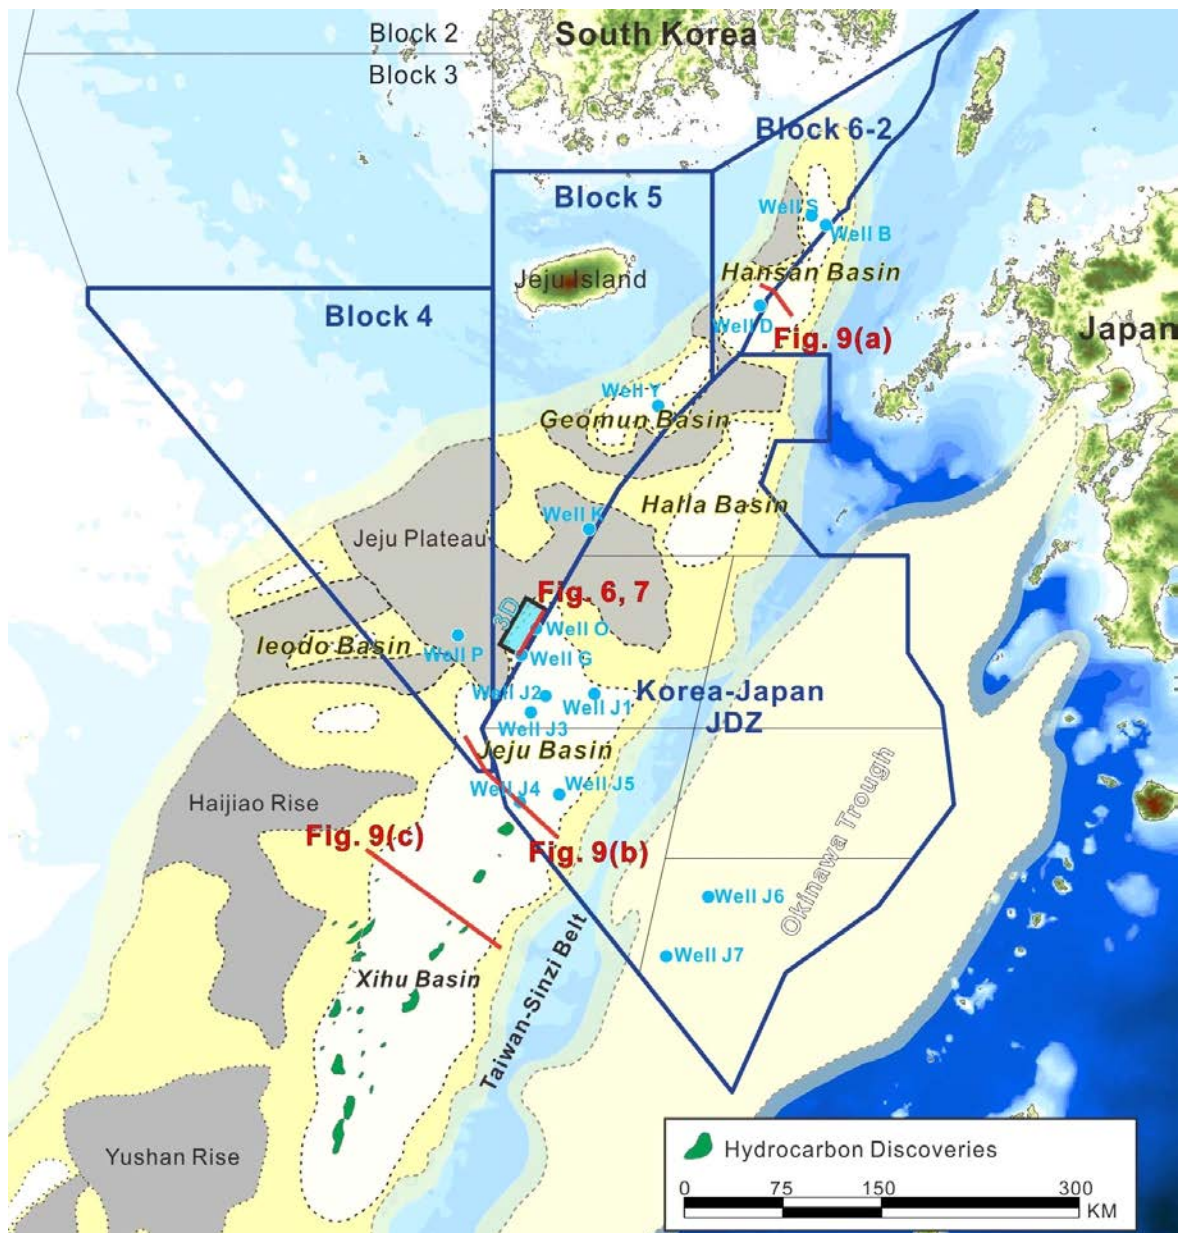 Block 2
South Korea
Block 3
Block 6-2
Block 5
Well S
Well B
Hansan Basin
Jeju Island
Block 4
Well D
Fig. 9(a)
Japan
Well Y
Geomun Basin
Halla Basin
Well K
Jeju Plateau
Fig. 6, 7
3D
Well O
Ieodo Basin
Well P
Well G
Well J2
Well J1
Korea-Japan
JDZ
Well J3
Jeju Basin
Well J4
Well J5
Haijiao Rise
Fig. 9(c)
Fig. 9(b)
Okinawa Trough
Well J6
Well J7
Xihu Basin
Taiwan-Sinzi Belt
Yushan Rise
Hydrocarbon Discoveries
0 75 150 300
KM